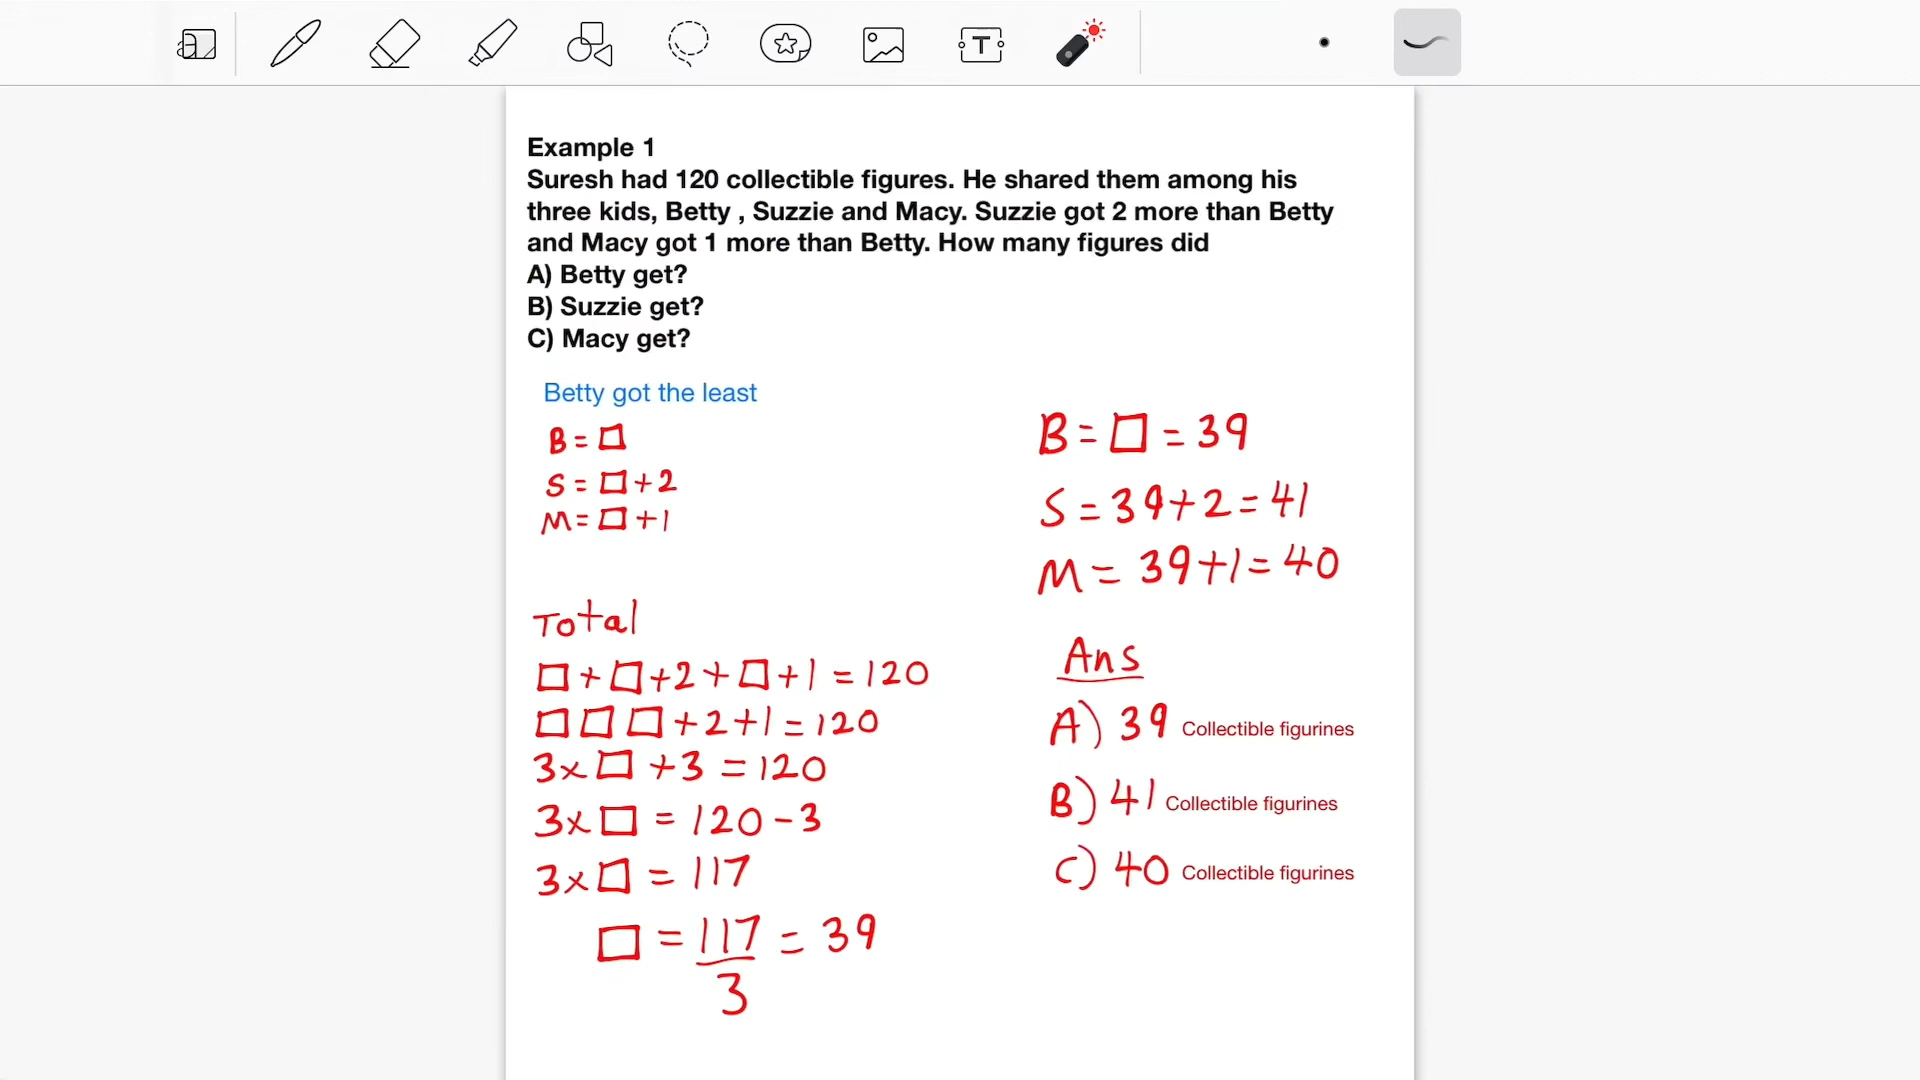 Example 1
Suresh had 120 collectible figures. He shared them among his
three kids, Betty , Suzzie and Macy. Suzzie got 2 more than Betty
and Macy got 1 more than Betty. How many figures did
A) Betty get?
B) Suzzie get?
C) Macy get?
Betty got the least
B = □
S = □ + 2
M = □ + 1
Total
□ + □ + 2 + □ + 1 = 120
□ □ □ + 2 + 1 = 120
3 × □ + 3 = 120
3 × □ = 120 - 3
3 × □ = 117
□ = 117/3 = 39
B = □ = 39
S = 39 + 2 = 41
M = 39 + 1 = 40
Ans
A) 39 Collectible figurines
B) 41 Collectible figurines
C) 40 Collectible figurines